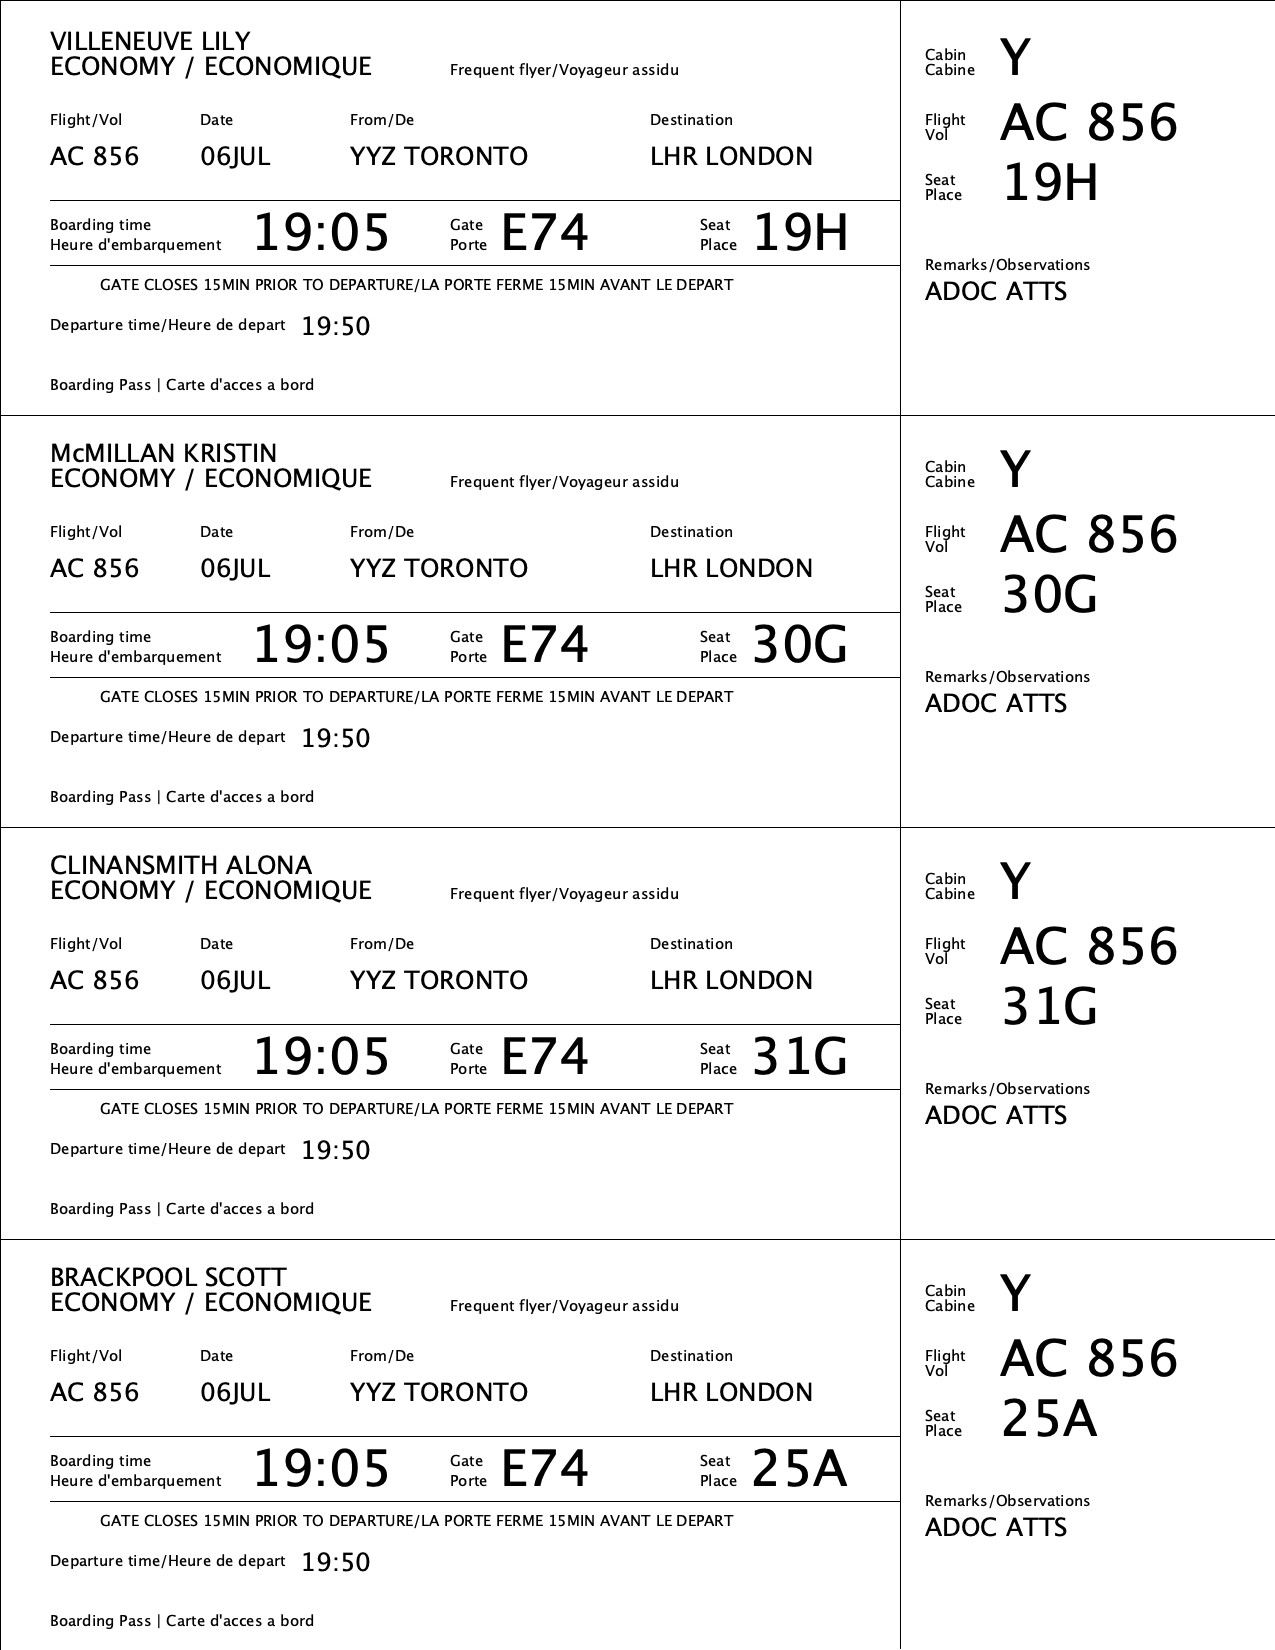 VILLENEUVE LILY
ECONOMY / ECONOMIQUE
Frequent flyer/Voyageur assidu
Flight/Vol Date From/De Destination
AC 856 06JUL YYZ TORONTO LHR LONDON
Boarding time
Heure d'embarquement
19:05
Gate
Porte
E74
Seat
Place
19H
GATE CLOSES 15MIN PRIOR TO DEPARTURE/LA PORTE FERME 15MIN AVANT LE DEPART
Departure time/Heure de depart 19:50
Boarding Pass | Carte d'acces a bord
Cabin
Cabine
Y
Flight
Vol
AC 856
Seat
Place
19H
Remarks/Observations
ADOC ATTS
McMILLAN KRISTIN
ECONOMY / ECONOMIQUE
Frequent flyer/Voyageur assidu
Flight/Vol Date From/De Destination
AC 856 06JUL YYZ TORONTO LHR LONDON
Boarding time
Heure d'embarquement
19:05
Gate
Porte
E74
Seat
Place
30G
GATE CLOSES 15MIN PRIOR TO DEPARTURE/LA PORTE FERME 15MIN AVANT LE DEPART
Departure time/Heure de depart 19:50
Boarding Pass | Carte d'acces a bord
Cabin
Cabine
Y
Flight
Vol
AC 856
Seat
Place
30G
Remarks/Observations
ADOC ATTS
CLINANSMITH ALONA
ECONOMY / ECONOMIQUE
Frequent flyer/Voyageur assidu
Flight/Vol Date From/De Destination
AC 856 06JUL YYZ TORONTO LHR LONDON
Boarding time
Heure d'embarquement
19:05
Gate
Porte
E74
Seat
Place
31G
GATE CLOSES 15MIN PRIOR TO DEPARTURE/LA PORTE FERME 15MIN AVANT LE DEPART
Departure time/Heure de depart 19:50
Boarding Pass | Carte d'acces a bord
Cabin
Cabine
Y
Flight
Vol
AC 856
Seat
Place
31G
Remarks/Observations
ADOC ATTS
BRACKPOOL SCOTT
ECONOMY / ECONOMIQUE
Frequent flyer/Voyageur assidu
Flight/Vol Date From/De Destination
AC 856 06JUL YYZ TORONTO LHR LONDON
Boarding time
Heure d'embarquement
19:05
Gate
Porte
E74
Seat
Place
25A
GATE CLOSES 15MIN PRIOR TO DEPARTURE/LA PORTE FERME 15MIN AVANT LE DEPART
Departure time/Heure de depart 19:50
Boarding Pass | Carte d'acces a bord
Cabin
Cabine
Y
Flight
Vol
AC 856
Seat
Place
25A
Remarks/Observations
ADOC ATTS